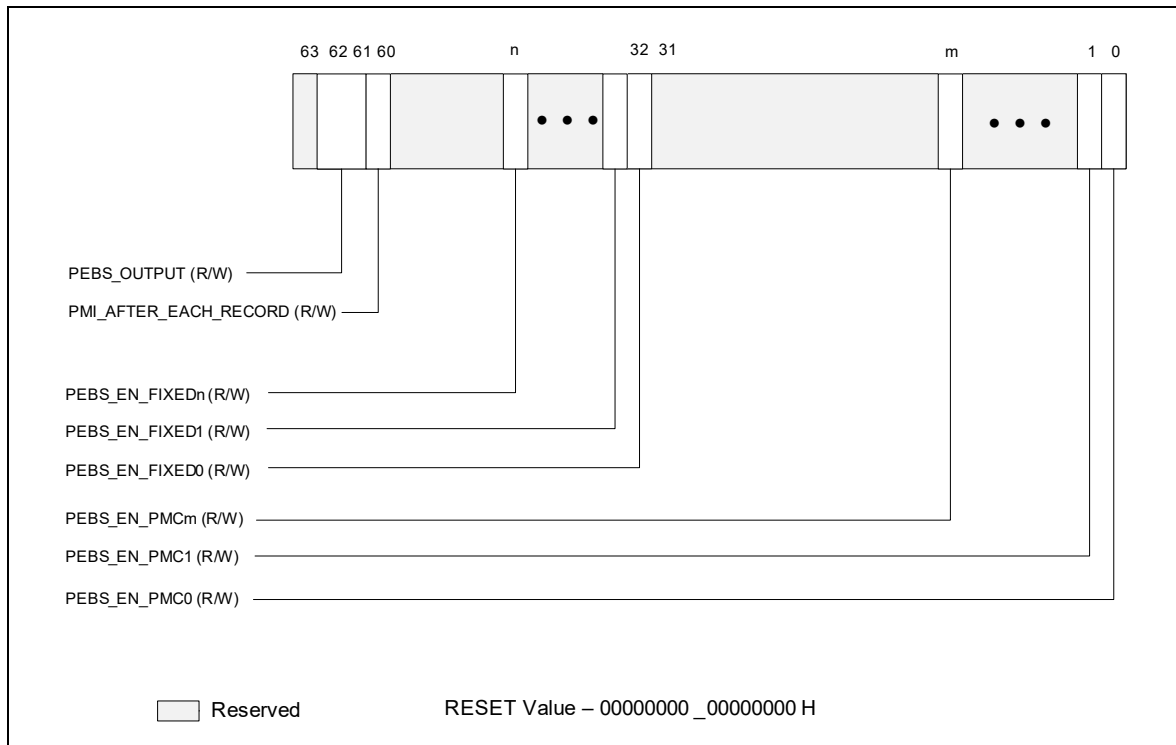 63 62 61 60 n 32 31 m 1 0
PEBS_OUTPUT (R/W)
PMI_AFTER_EACH_RECORD (R/W)
PEBS_EN_FIXEDn (R/W)
PEBS_EN_FIXED1 (R/W)
PEBS_EN_FIXED0 (R/W)
PEBS_EN_PMCm (R/W)
PEBS_EN_PMC1 (R/W)
PEBS_EN_PMC0 (R/W)
Reserved RESET Value – 00000000 _00000000 H